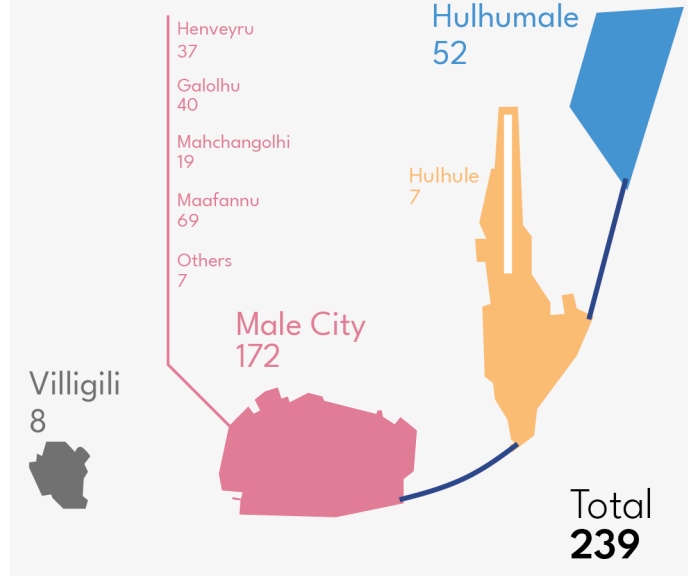 Henveyru
37
Galolhu
40
Mahchangolhi
19
Maafannu
69
Others
7
Hulhumale
52
Hulhule
7
Male City
172
Villigili
8
Total
239